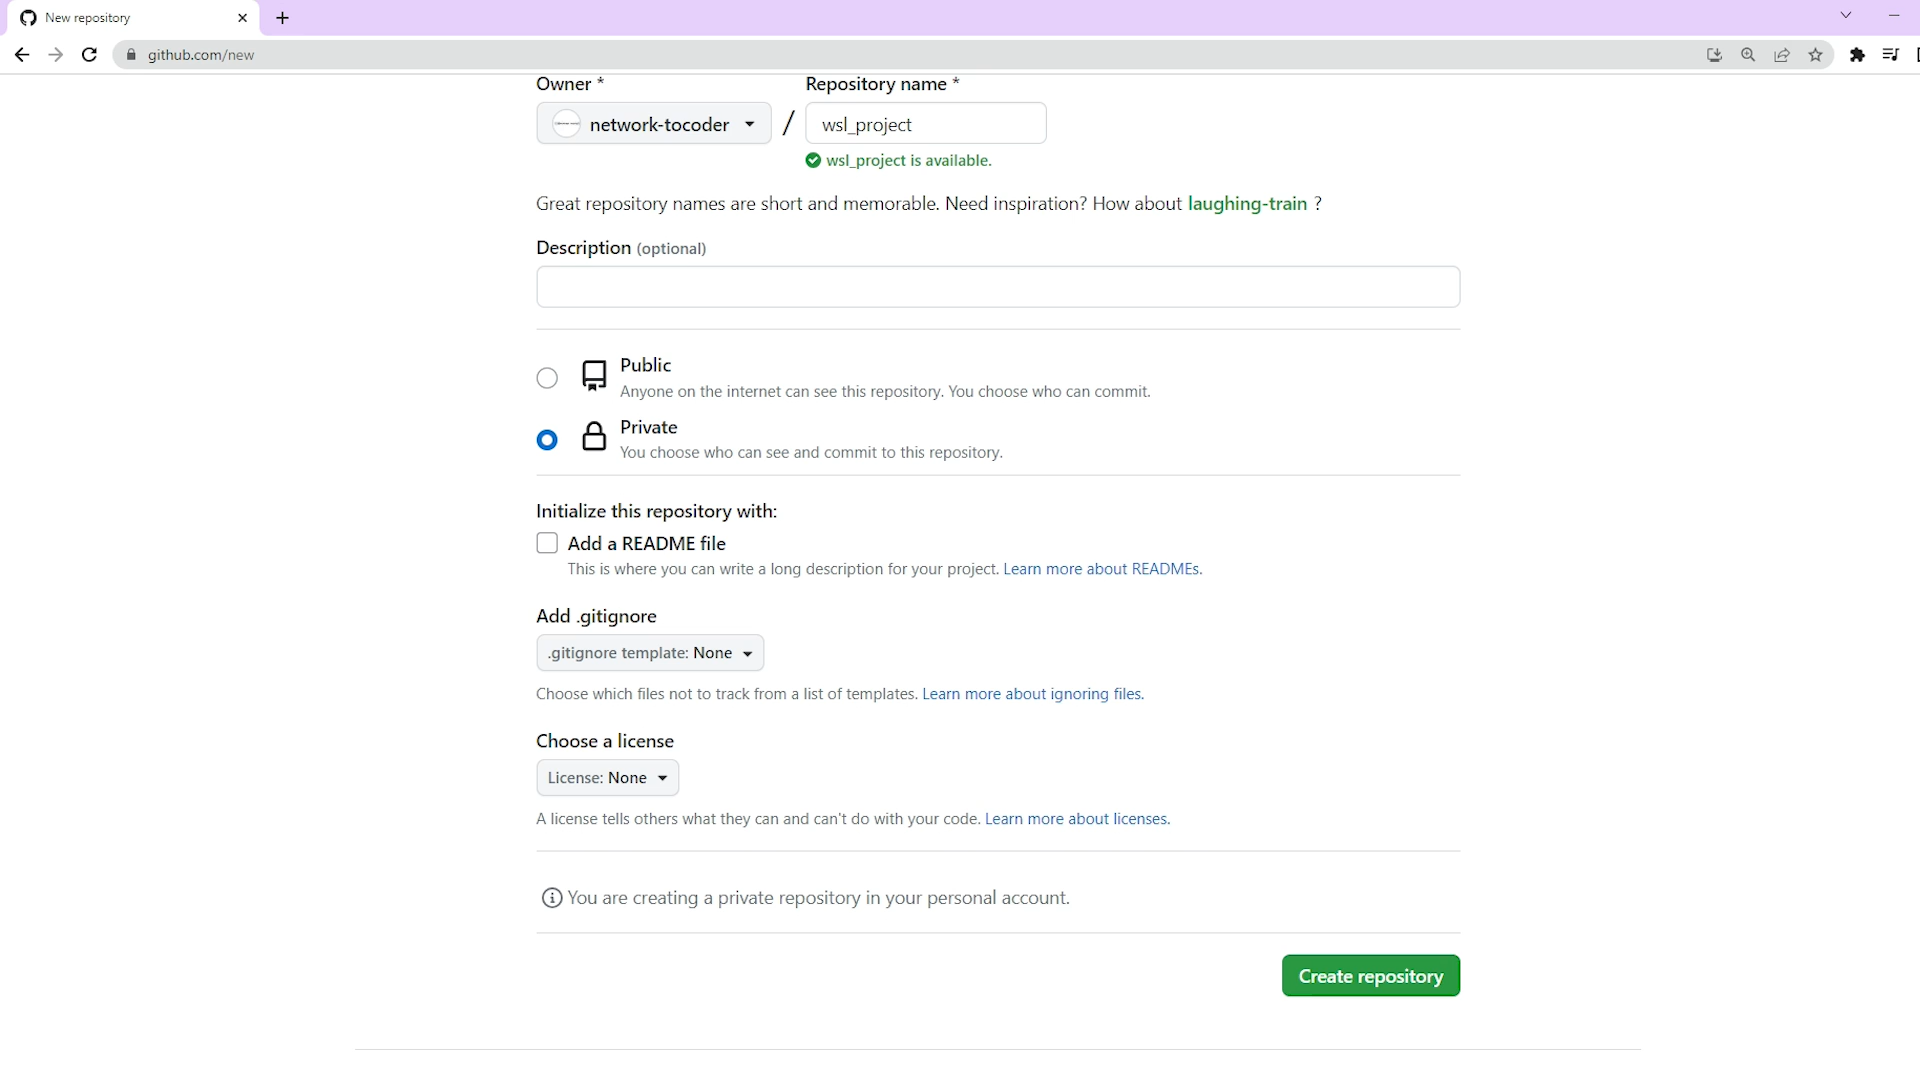 New repository
github.com/new
Owner * Repository name *
network-tocoder / wsl_project
wsl_project is available.
Great repository names are short and memorable. Need inspiration? How about laughing-train ?
Description (optional)
Public
Anyone on the internet can see this repository. You choose who can commit.
Private
You choose who can see and commit to this repository.
Initialize this repository with:
Add a README file
This is where you can write a long description for your project. Learn more about READMEs.
Add .gitignore
.gitignore template: None
Choose which files not to track from a list of templates. Learn more about ignoring files.
Choose a license
License: None
A license tells others what they can and can't do with your code. Learn more about licenses.
You are creating a private repository in your personal account.
Create repository